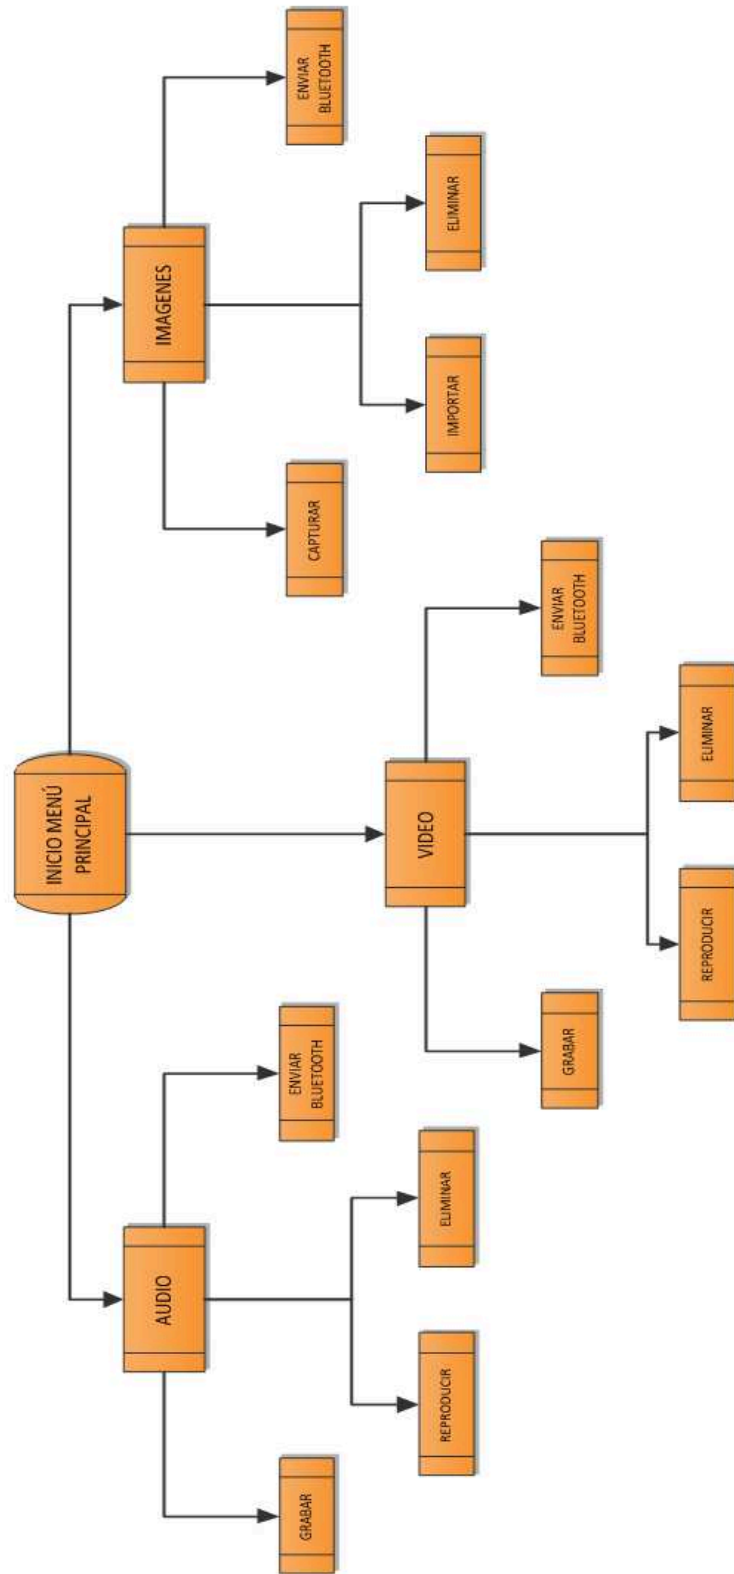 INICIO MENÚ
PRINCIPAL
AUDIO
GRABAR
REPRODUCIR
ELIMINAR
ENVIAR
BLUETOOTH
VIDEO
GRABAR
REPRODUCIR
ELIMINAR
ENVIAR
BLUETOOTH
IMAGENES
CAPTURAR
IMPORTAR
ELIMINAR
ENVIAR
BLUETOOTH